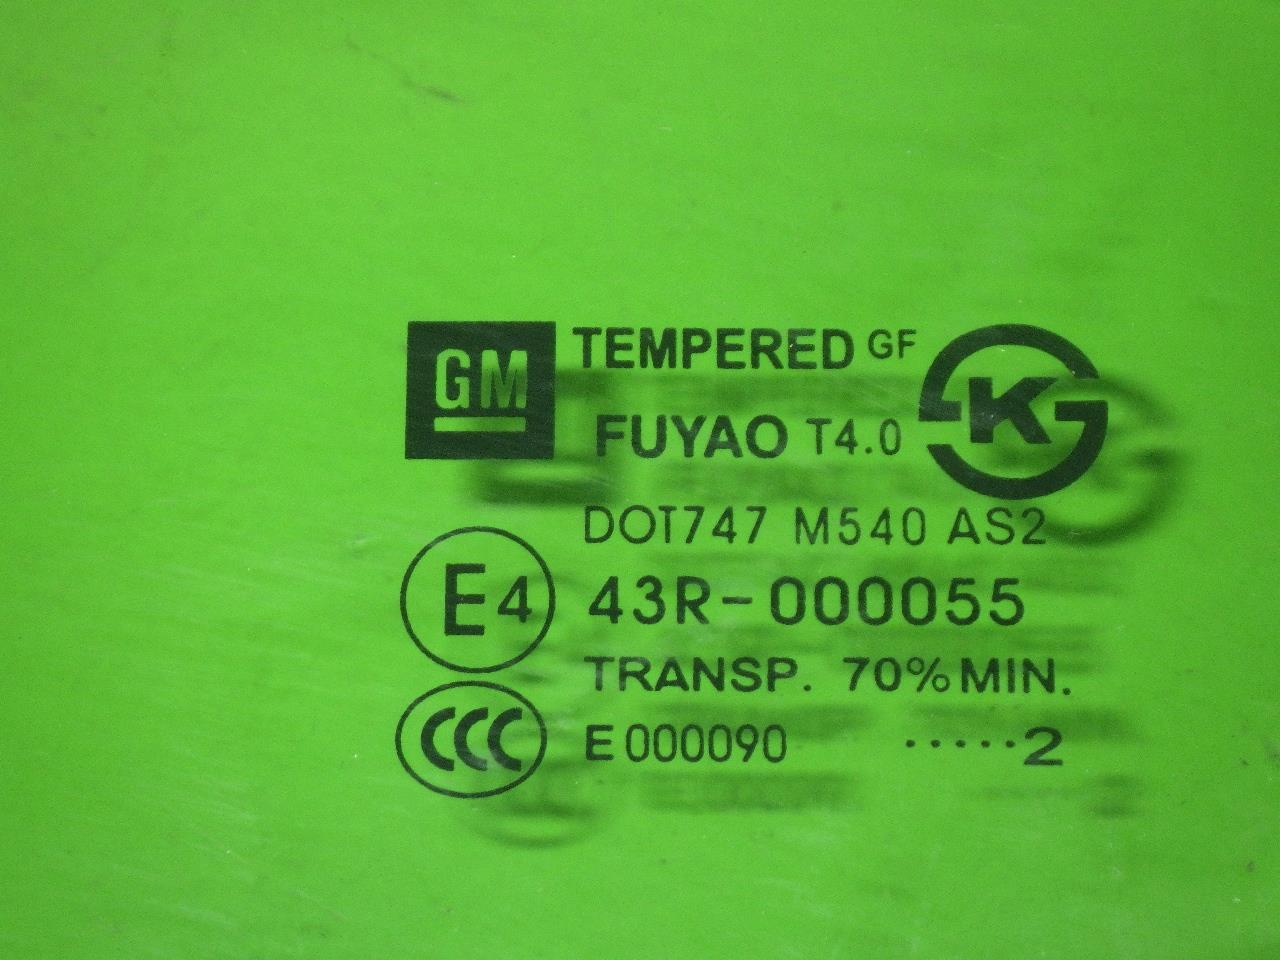 GM TEMPERED GF
FUYAO T4.0 K
DOT747 M540 AS2
E4 43R-000055
TRANSP. 70% MIN.
CCC E000090 ·····2